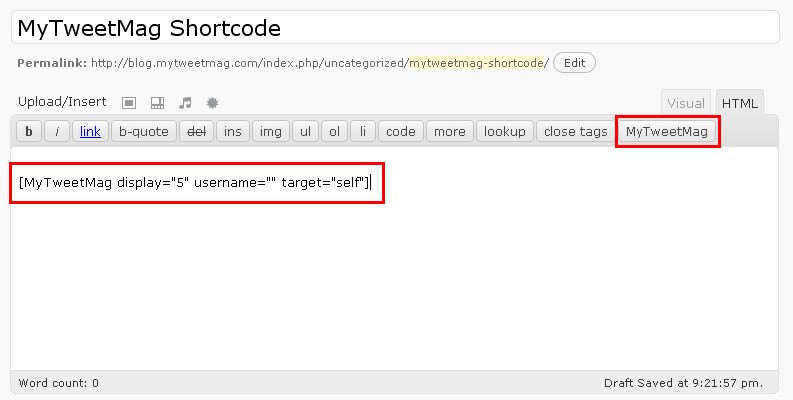 MyTweetMag Shortcode
Permalink: http://blog.mytweetmag.com/index.php/uncategorized/mytweetmag-shortcode/ Edit
Upload/Insert Visual HTML
b i link b-quote del ins img ul ol li code more lookup close tags MyTweetMag
[MyTweetMag display="5" username="" target="self"]
Word count: 0 Draft Saved at 9:21:57 pm.